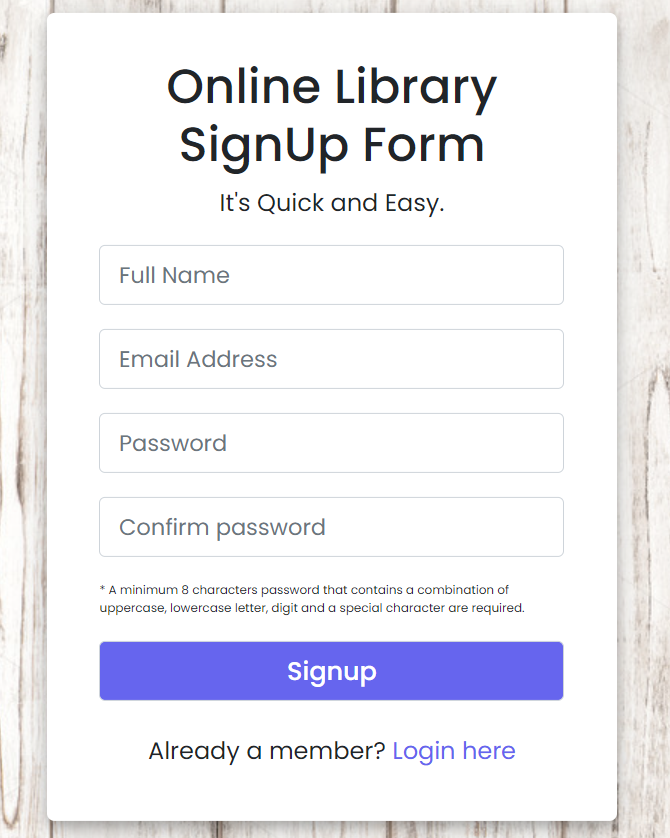 Online Library
SignUp Form
It's Quick and Easy.
Full Name
Email Address
Password
Confirm password
* A minimum 8 characters password that contains a combination of
uppercase, lowercase letter, digit and a special character are required.
Signup
Already a member? Login here